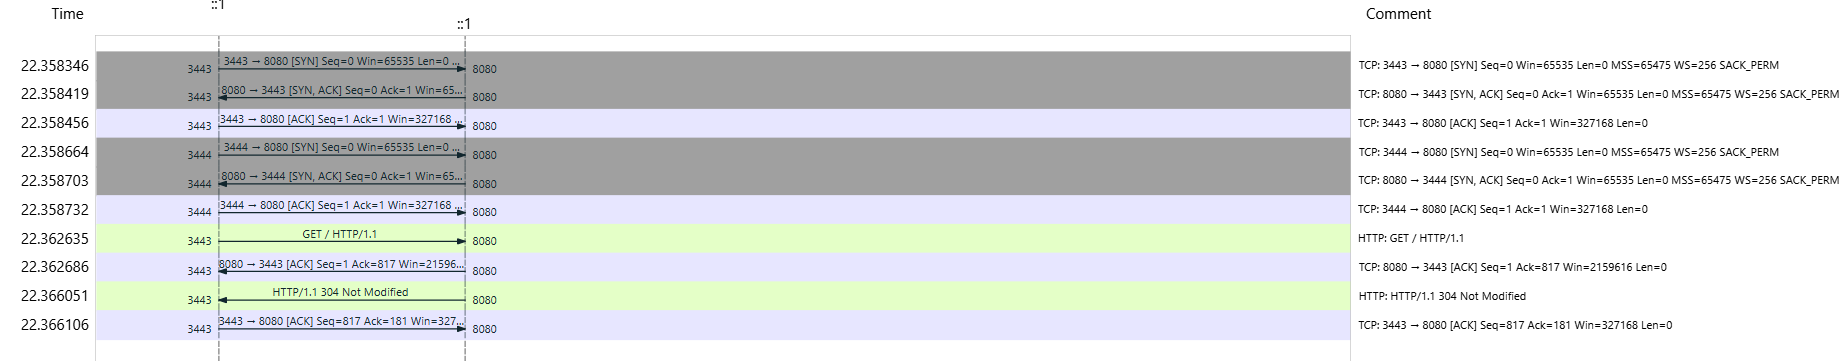 ::1
Time Comment
::1
22.358346 3443 3443 → 8080 [SYN] Seq=0 Win=65535 Len=0 ... 8080 TCP: 3443 → 8080 [SYN] Seq=0 Win=65535 Len=0 MSS=65475 WS=256 SACK_PERM
22.358419 3443 8080 → 3443 [SYN, ACK] Seq=0 Ack=1 Win=65... 8080 TCP: 8080 → 3443 [SYN, ACK] Seq=0 Ack=1 Win=65535 Len=0 MSS=65475 WS=256 SACK_PERM
22.358456 3443 3443 → 8080 [ACK] Seq=1 Ack=1 Win=327168 ... 8080 TCP: 3443 → 8080 [ACK] Seq=1 Ack=1 Win=327168 Len=0
22.358664 3444 3444 → 8080 [SYN] Seq=0 Win=65535 Len=0 ... 8080 TCP: 3444 → 8080 [SYN] Seq=0 Win=65535 Len=0 MSS=65475 WS=256 SACK_PERM
22.358703 3444 8080 → 3444 [SYN, ACK] Seq=0 Ack=1 Win=65... 8080 TCP: 8080 → 3444 [SYN, ACK] Seq=0 Ack=1 Win=65535 Len=0 MSS=65475 WS=256 SACK_PERM
22.358732 3444 3444 → 8080 [ACK] Seq=1 Ack=1 Win=327168 ... 8080 TCP: 3444 → 8080 [ACK] Seq=1 Ack=1 Win=327168 Len=0
22.362635 3443 GET / HTTP/1.1 8080 HTTP: GET / HTTP/1.1
22.362686 3443 8080 → 3443 [ACK] Seq=1 Ack=817 Win=21596... 8080 TCP: 8080 → 3443 [ACK] Seq=1 Ack=817 Win=2159616 Len=0
22.366051 3443 HTTP/1.1 304 Not Modified 8080 HTTP: HTTP/1.1 304 Not Modified
22.366106 3443 3443 → 8080 [ACK] Seq=817 Ack=181 Win=327... 8080 TCP: 3443 → 8080 [ACK] Seq=817 Ack=181 Win=327168 Len=0